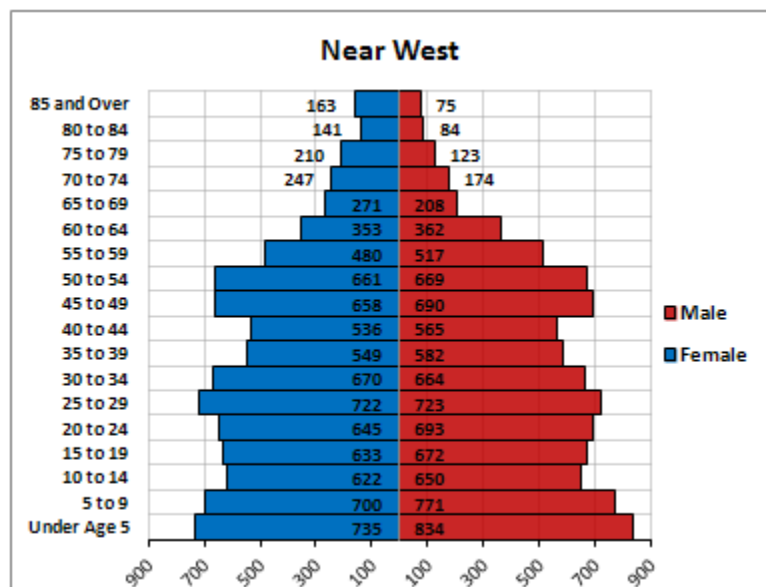 Near West
85 and Over 163 75
80 to 84 141 84
75 to 79 210 123
70 to 74 247 174
65 to 69 271 208
60 to 64 353 362
55 to 59 480 517
50 to 54 661 669
45 to 49 658 690
40 to 44 536 565
35 to 39 549 582
30 to 34 670 664
25 to 29 722 723
20 to 24 645 693
15 to 19 633 672
10 to 14 622 650
5 to 9 700 771
Under Age 5 735 834
900 700 500 300 100 100 300 500 700 900
Male
Female